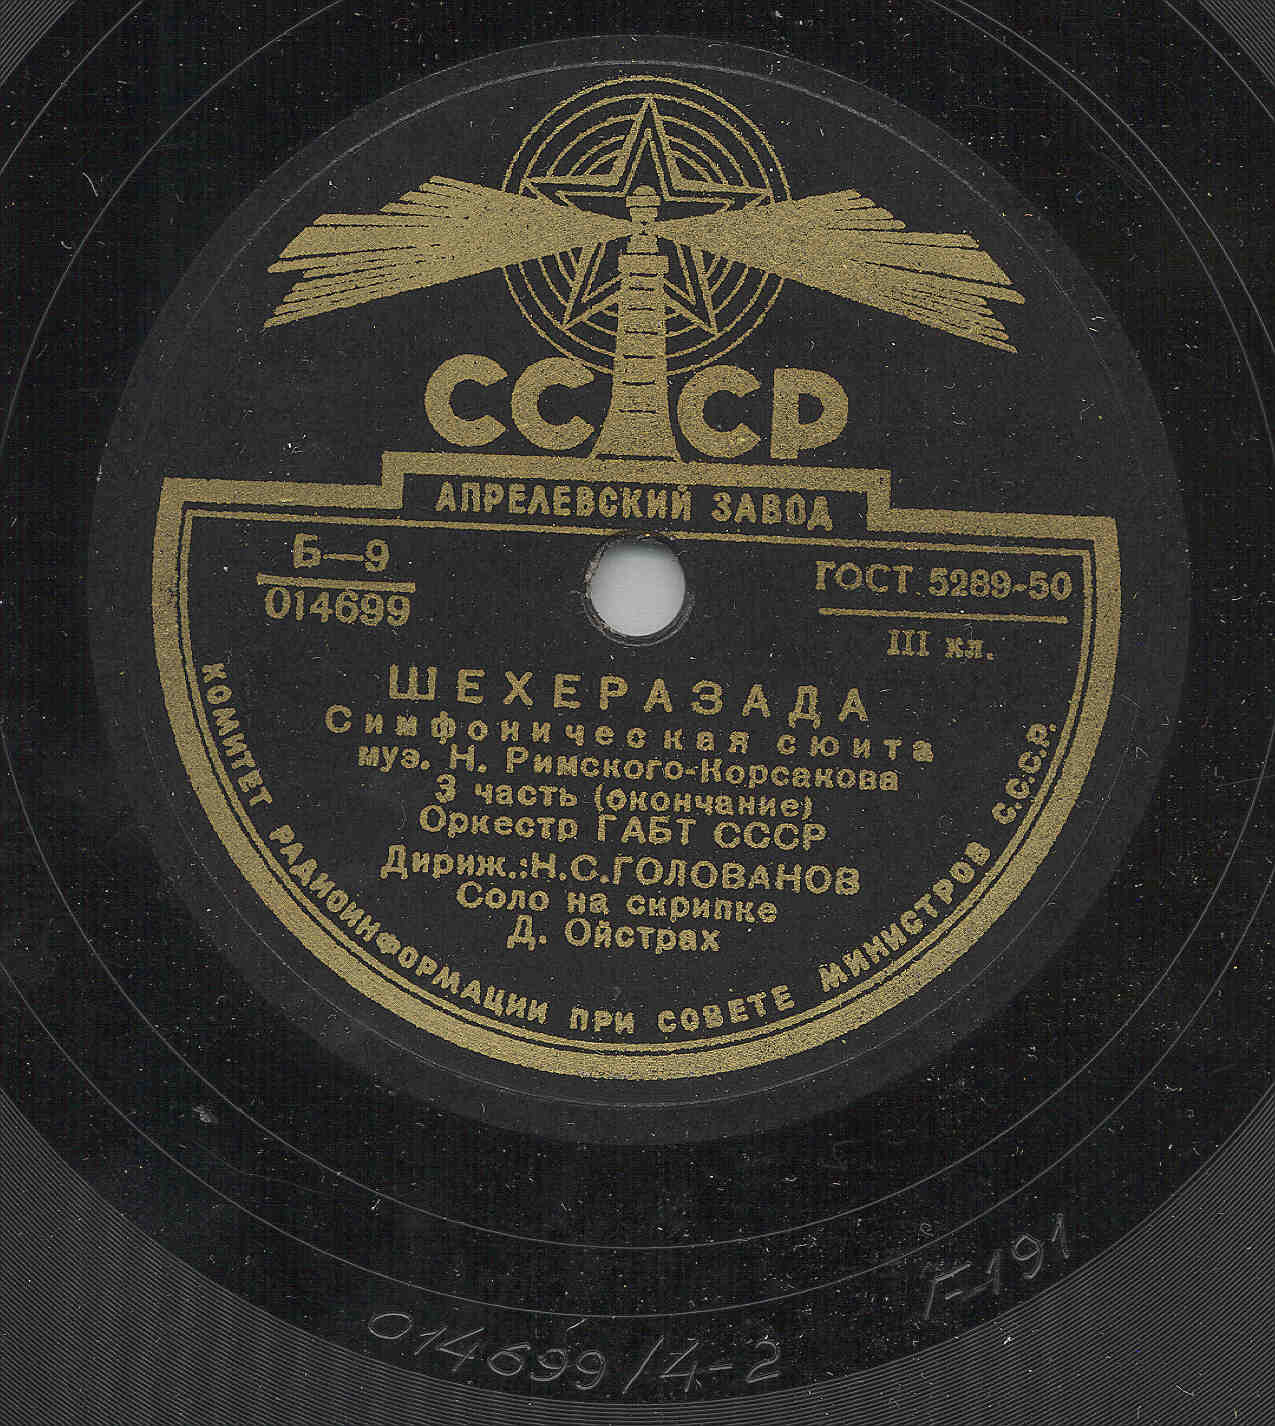 СССР
АПРЕЛЕВСКИЙ ЗАВОД
Б—9
014699
ГОСТ 5289-50
III кл.
ШЕХЕРАЗАДА
Симфоническая сюита
муз. Н. Римского-Корсакова
3 часть (окончание)
Оркестр ГАБТ СССР
Дириж.: Н.С.ГОЛОВАНОВ
Соло на скрипке
Д. Ойстрах
КОМИТЕТ РАДИОИНФОРМАЦИИ ПРИ СОВЕТЕ МИНИСТРОВ С.С.С.Р.
014699/4-2
Г-191